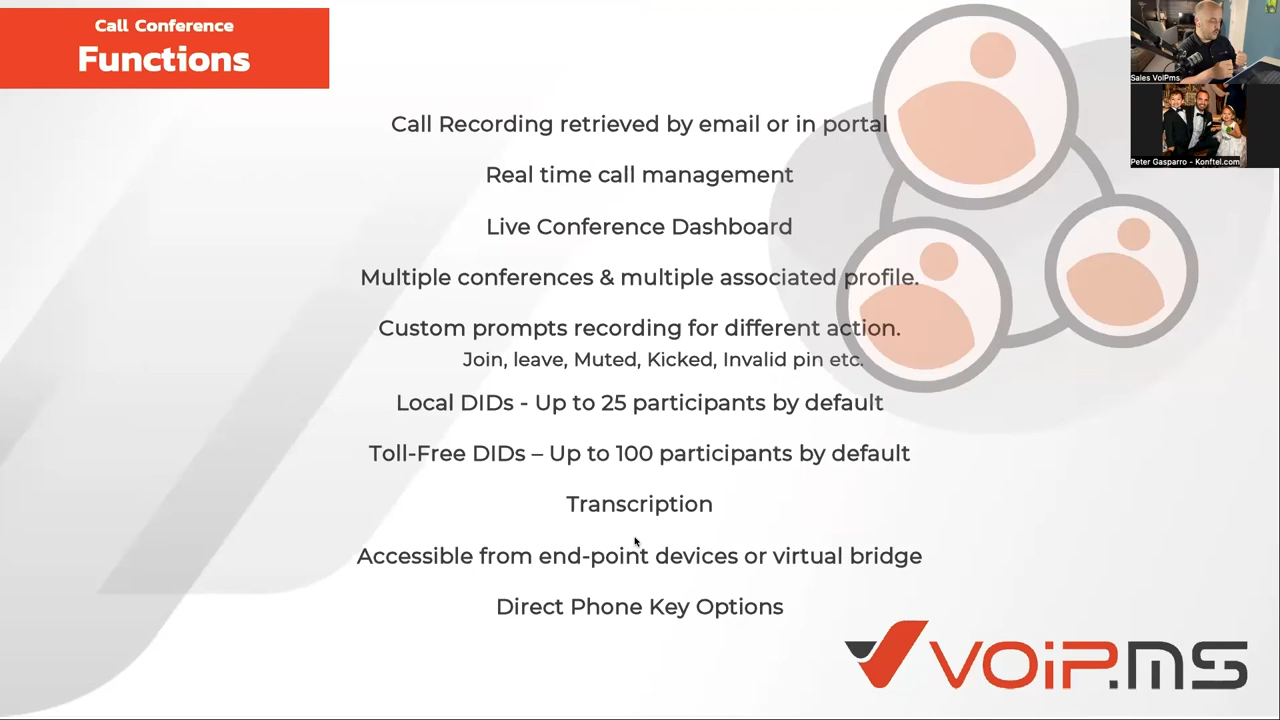 Call Conference
Functions
Call Recording retrieved by email or in portal
Real time call management
Live Conference Dashboard
Multiple conferences & multiple associated profile.
Custom prompts recording for different action.
Join, leave, Muted, Kicked, Invalid pin etc.
Local DIDs - Up to 25 participants by default
Toll-Free DIDs – Up to 100 participants by default
Transcription
Accessible from end-point devices or virtual bridge
Direct Phone Key Options
Sales VoIPms
Peter Gasparro - Konftel.com
VOiP.MS